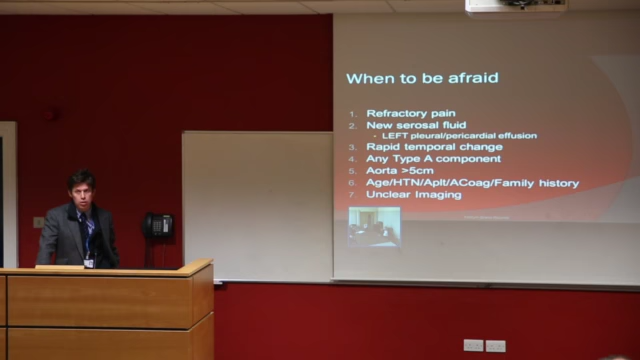 When to be afraid
1. Refractory pain
2. New serosal fluid
- LEFT pleural/pericardial effusion
3. Rapid temporal change
4. Any Type A component
5. Aorta >5cm
6. Age/HTN/Aplt/ACoag/Family history
7. Unclear Imaging